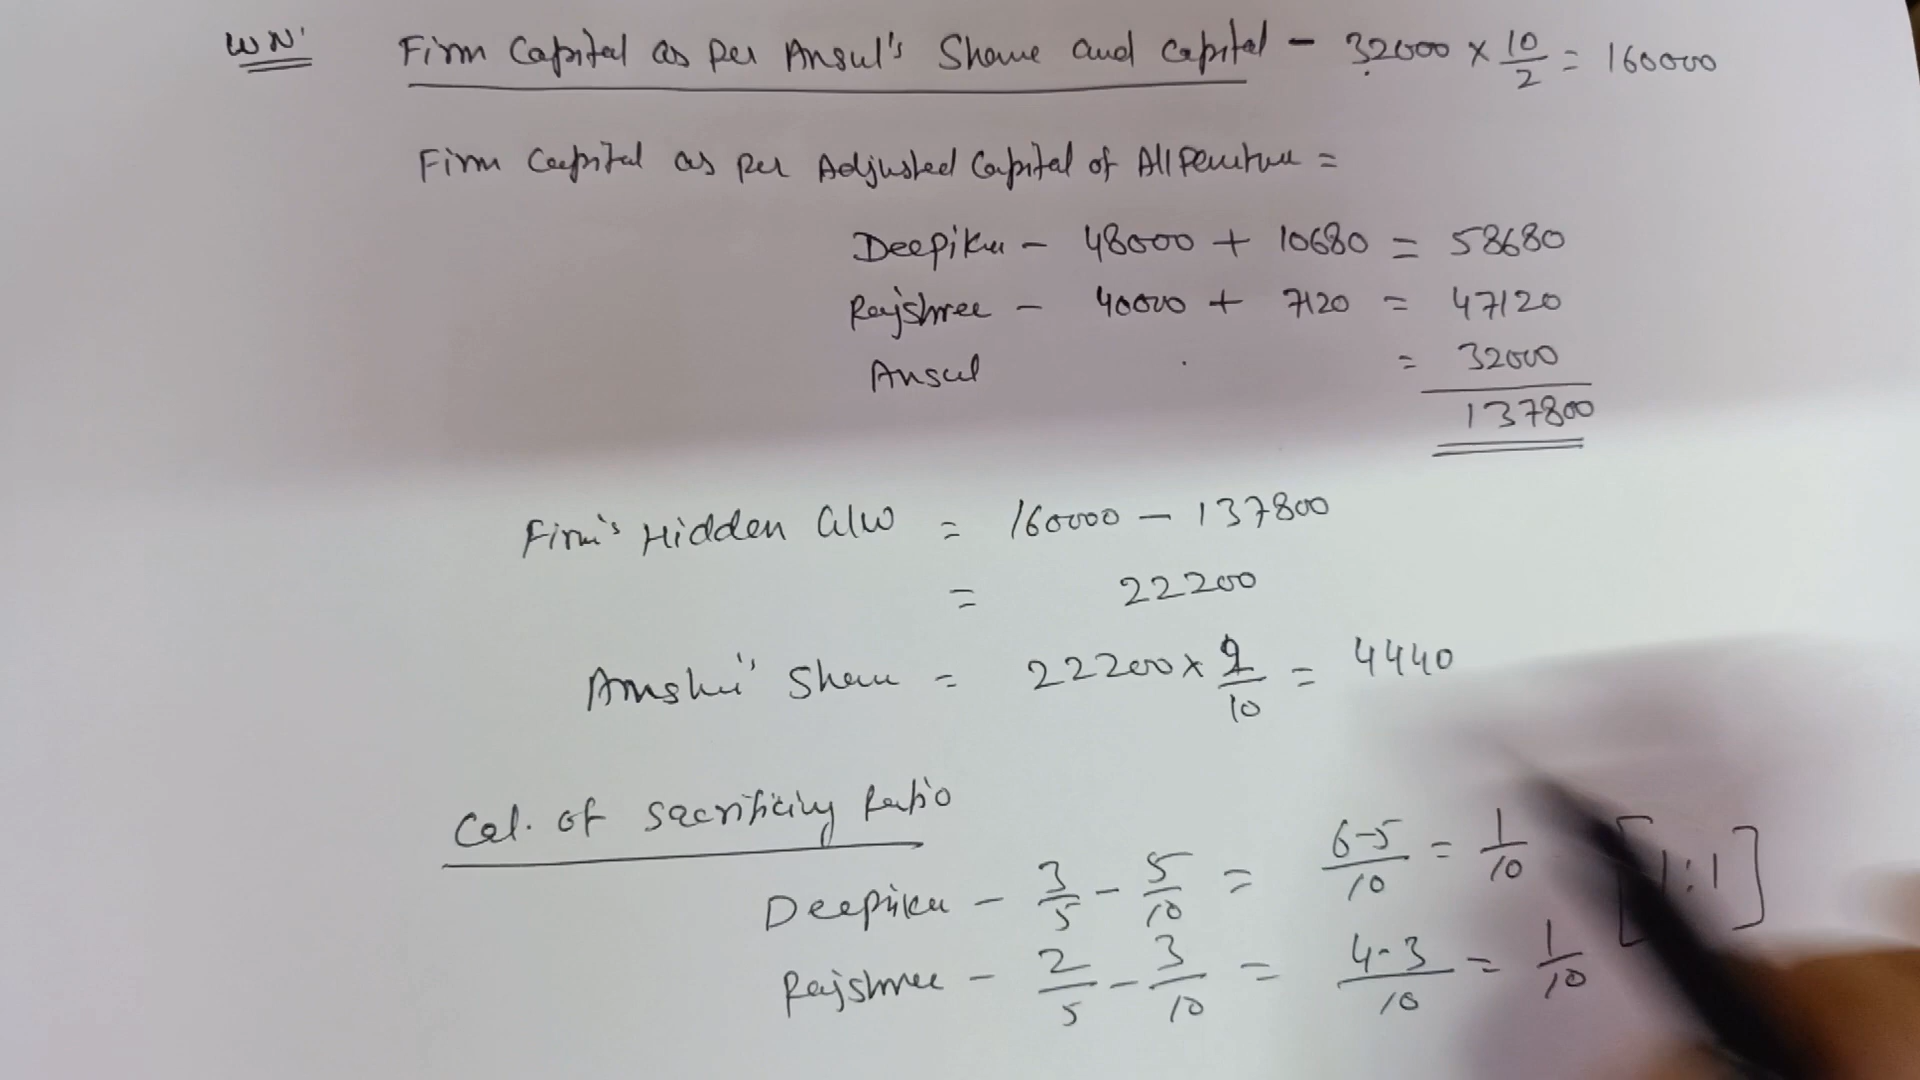 WN'
Firm Capital as Per Ansul's Share and Capital - 32000 × 10/2 = 160000
Firm Capital as Per Adjusted Capital of All =
Deepika - 48000 + 10680 = 58680
Rajshree - 40000 + 7120 = 47120
Ansul = 32000
137800
Firm's Hidden G/W = 160000 - 137800
= 22200
Share = 22200 × 2/10 = 4440
Cal. of Sacrificing Ratio
Deepika - 3/5 - 5/10 = 6-5/10 = 1/10 [1:1]
Rajshree - 2/5 - 3/10 = 4-3/10 = 1/10